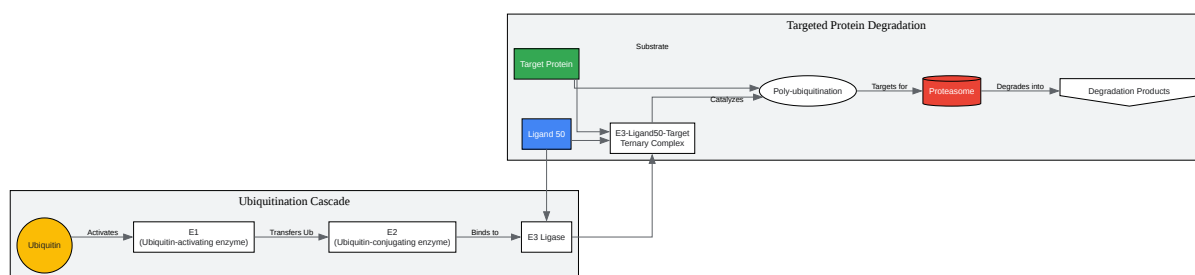 Targeted Protein Degradation
Substrate
Target Protein
Poly-ubiquitination
Targets for
Proteasome
Degrades into
Degradation Products
Catalyzes
Ligand 50
E3-Ligand50-Target
Ternary Complex
Ubiquitination Cascade
Ubiquitin
Activates
E1
(Ubiquitin-activating enzyme)
Transfers Ub
E2
(Ubiquitin-conjugating enzyme)
Binds to
E3 Ligase